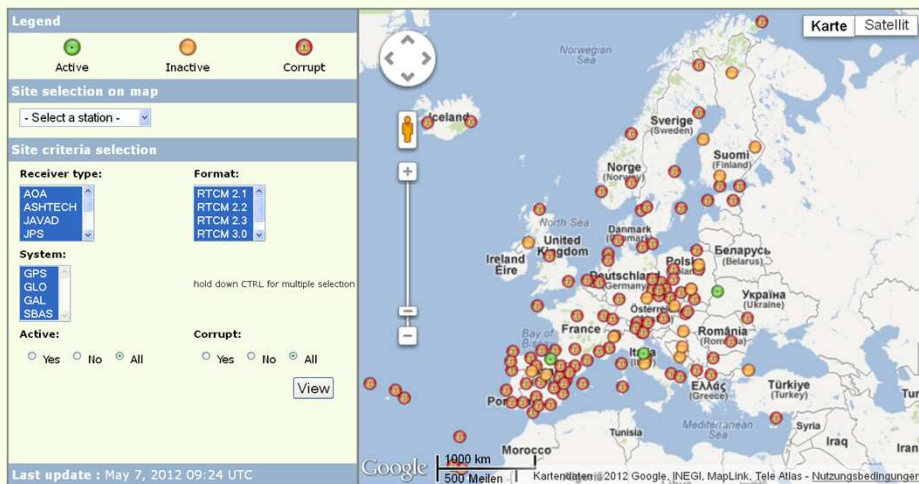 Legend
Active
Inactive
Corrupt
Site selection on map
- Select a station -
Site criteria selection
Receiver type:
AOA
ASHTECH
JAVAD
JPS
Format:
RTCM 2.1
RTCM 2.2
RTCM 2.3
RTCM 3.0
System:
GPS
GLO
GAL
SBAS
hold down CTRL for multiple selection
Active:
Yes No All
Corrupt:
Yes No All
View
Last update : May 7, 2012 09:24 UTC
Karte
Satellit
Norwegian
Sea
Iceland
Sverige
(Sweden)
Suomi
(Finland)
Norge
North Sea
Danmark
United
Kingdom
Ireland
Éire
Беларусь
(Belarus)
Deutschland
(Germany)
Україна
(Ukraine)
France
Bay of
România
Ελλάς
(Greece)
Türkiye
(Turkey)
Mediterranean
Sea
Syria
Iraq
Tunisia
Morocco
Google
1000 km
500 Meilen
Kartendaten ©2012 Google, INEGI, MapLink, Tele Atlas - Nutzungsbedingungen